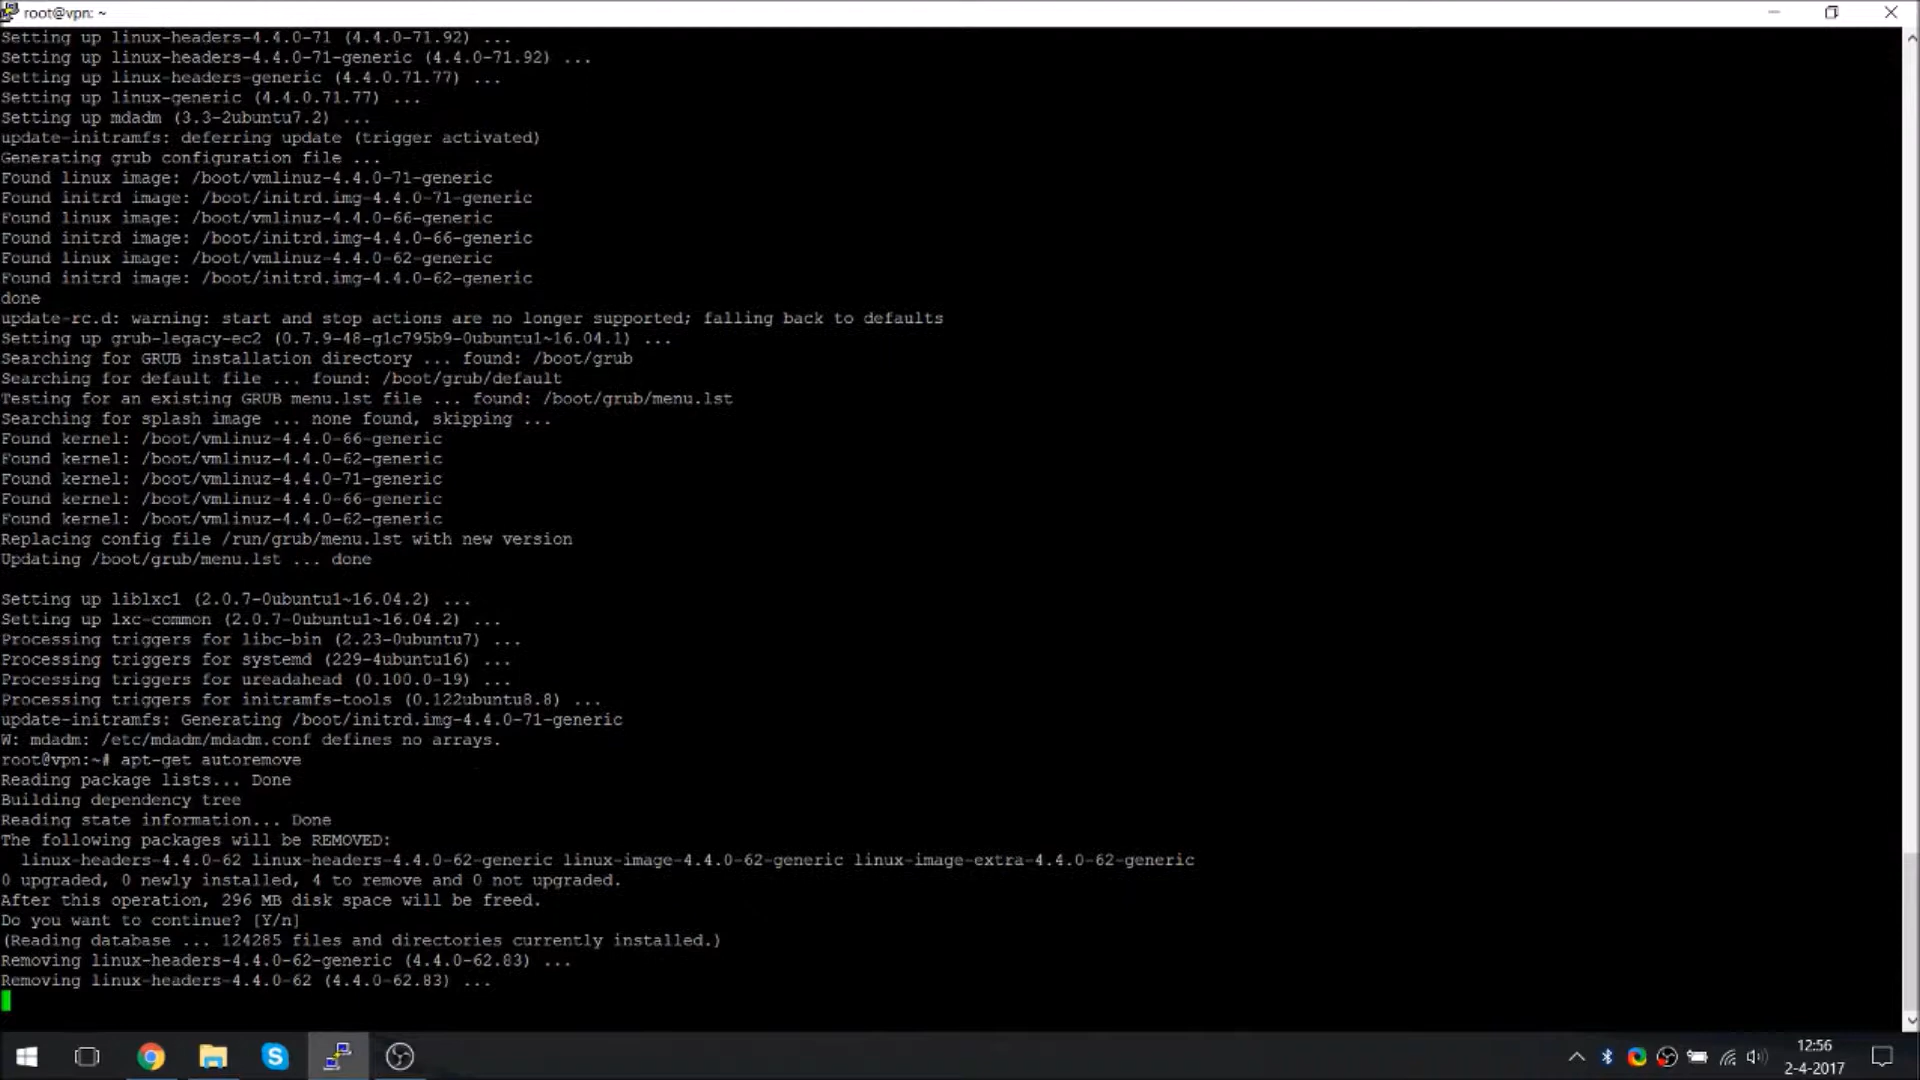 root@vpn: ~
Setting up linux-headers-4.4.0-71 (4.4.0-71.92) ...
Setting up linux-headers-4.4.0-71-generic (4.4.0-71.92) ...
Setting up linux-headers-generic (4.4.0.71.77) ...
Setting up linux-generic (4.4.0.71.77) ...
Setting up mdadm (3.3-2ubuntu7.2) ...
update-initramfs: deferring update (trigger activated)
Generating grub configuration file ...
Found linux image: /boot/vmlinuz-4.4.0-71-generic
Found initrd image: /boot/initrd.img-4.4.0-71-generic
Found linux image: /boot/vmlinuz-4.4.0-66-generic
Found initrd image: /boot/initrd.img-4.4.0-66-generic
Found linux image: /boot/vmlinuz-4.4.0-62-generic
Found initrd image: /boot/initrd.img-4.4.0-62-generic
done
update-rc.d: warning: start and stop actions are no longer supported; falling back to defaults
Setting up grub-legacy-ec2 (0.7.9-48-g1c795b9-0ubuntu1~16.04.1) ...
Searching for GRUB installation directory ... found: /boot/grub
Searching for default file ... found: /boot/grub/default
Testing for an existing GRUB menu.lst file ... found: /boot/grub/menu.lst
Searching for splash image ... none found, skipping ...
Found kernel: /boot/vmlinuz-4.4.0-66-generic
Found kernel: /boot/vmlinuz-4.4.0-62-generic
Found kernel: /boot/vmlinuz-4.4.0-71-generic
Found kernel: /boot/vmlinuz-4.4.0-66-generic
Found kernel: /boot/vmlinuz-4.4.0-62-generic
Replacing config file /run/grub/menu.lst with new version
Updating /boot/grub/menu.lst ... done
Setting up liblxc1 (2.0.7-0ubuntu1~16.04.2) ...
Setting up lxc-common (2.0.7-0ubuntu1~16.04.2) ...
Processing triggers for libc-bin (2.23-0ubuntu7) ...
Processing triggers for systemd (229-4ubuntu16) ...
Processing triggers for ureadahead (0.100.0-19) ...
Processing triggers for initramfs-tools (0.122ubuntu8.8) ...
update-initramfs: Generating /boot/initrd.img-4.4.0-71-generic
W: mdadm: /etc/mdadm/mdadm.conf defines no arrays.
root@vpn:~# apt-get autoremove
Reading package lists... Done
Building dependency tree
Reading state information... Done
The following packages will be REMOVED:
linux-headers-4.4.0-62 linux-headers-4.4.0-62-generic linux-image-4.4.0-62-generic linux-image-extra-4.4.0-62-generic
0 upgraded, 0 newly installed, 4 to remove and 0 not upgraded.
After this operation, 296 MB disk space will be freed.
Do you want to continue? [Y/n]
(Reading database ... 124285 files and directories currently installed.)
Removing linux-headers-4.4.0-62-generic (4.4.0-62.83) ...
Removing linux-headers-4.4.0-62 (4.4.0-62.83) ...
12:56
2-4-2017